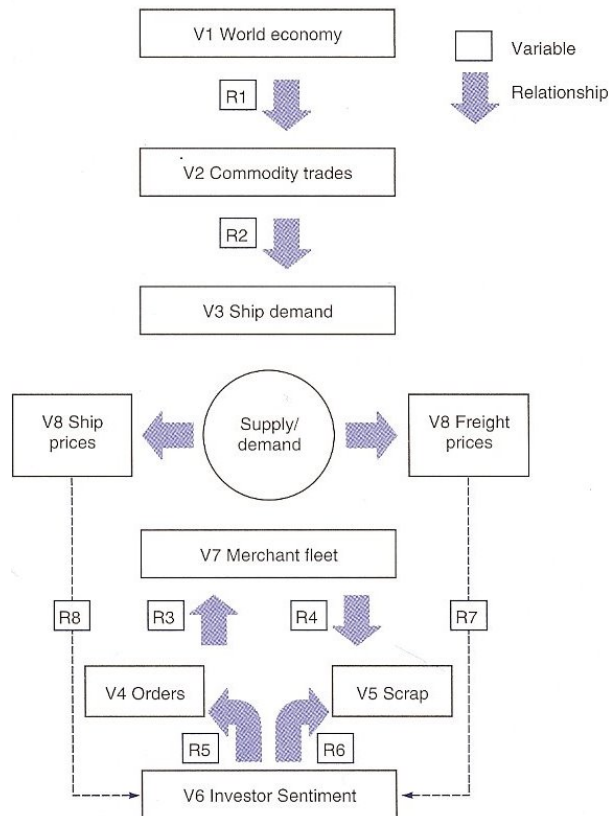 V1 World economy
Variable
R1
Relationship
V2 Commodity trades
R2
V3 Ship demand
V8 Ship
prices
Supply/
demand
V8 Freight
prices
V7 Merchant fleet
R8
R3
R4
R7
V4 Orders
V5 Scrap
R5
R6
V6 Investor Sentiment